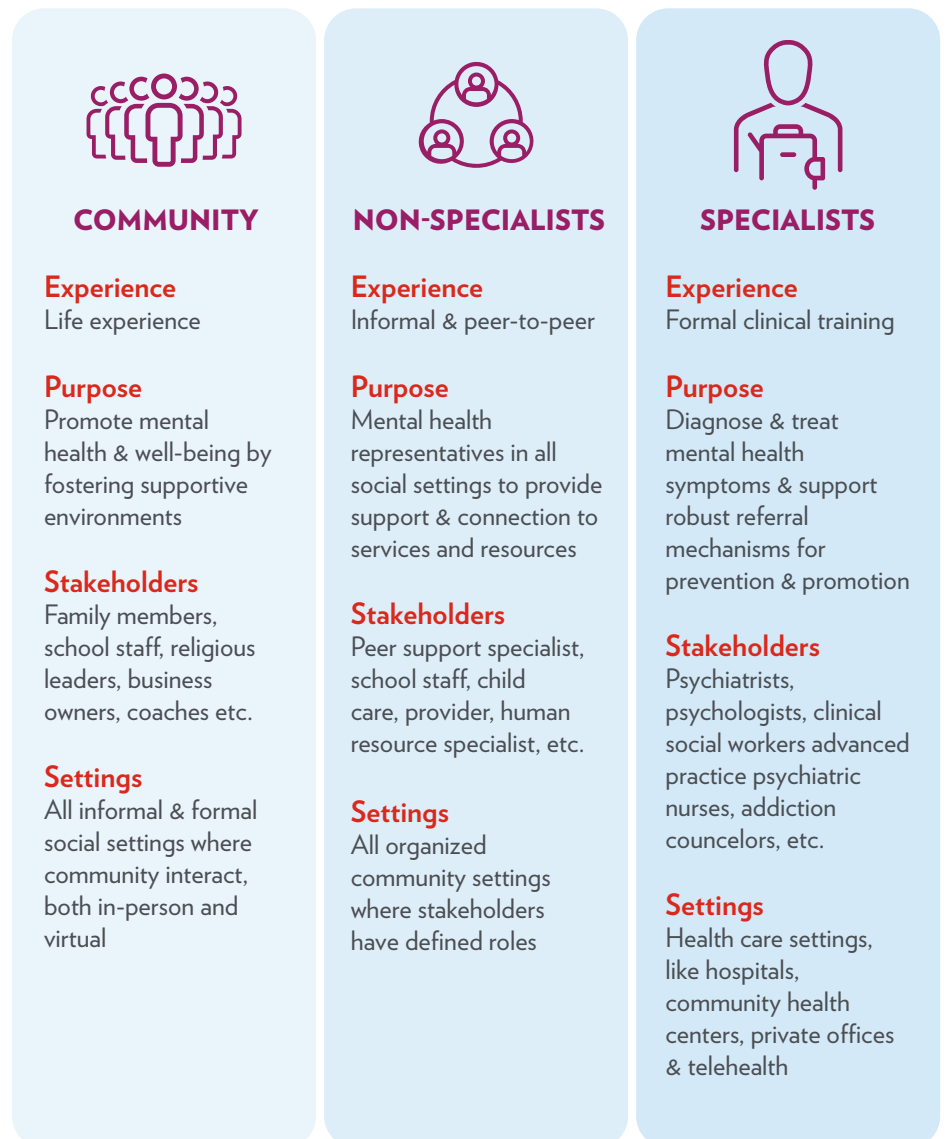 COMMUNITY
Experience
Life experience
Purpose
Promote mental
health & well-being by
fostering supportive
environments
Stakeholders
Family members,
school staff, religious
leaders, business
owners, coaches etc.
Settings
All informal & formal
social settings where
community interact,
both in-person and
virtual
NON-SPECIALISTS
Experience
Informal & peer-to-peer
Purpose
Mental health
representatives in all
social settings to provide
support & connection to
services and resources
Stakeholders
Peer support specialist,
school staff, child
care, provider, human
resource specialist, etc.
Settings
All organized
community settings
where stakeholders
have defined roles
SPECIALISTS
Experience
Formal clinical training
Purpose
Diagnose & treat
mental health
symptoms & support
robust referral
mechanisms for
prevention & promotion
Stakeholders
Psychiatrists,
psychologists, clinical
social workers advanced
practice psychiatric
nurses, addiction
councelors, etc.
Settings
Health care settings,
like hospitals,
community health
centers, private offices
& telehealth